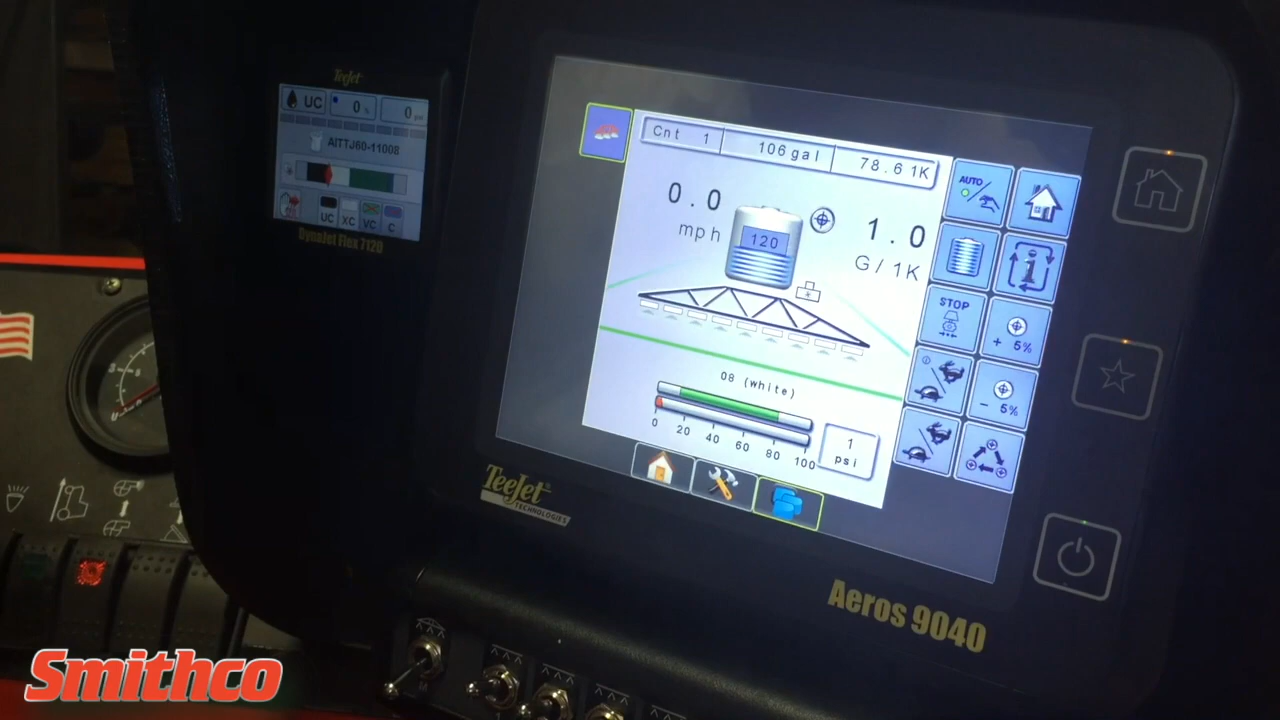 TeeJet
UC
0 %
0 psi
AITTJ60-11008
UC
XC
VC
C
DynaJet Flex 7120
Cnt 1
106 gal
78.61K
0.0
mph
120
1.0
G/1K
08 (white)
0
20
40
60
80
100
1
psi
AUTO
STOP
+ 5%
- 5%
TeeJet
TECHNOLOGIES
Aeros 9040
Smithco